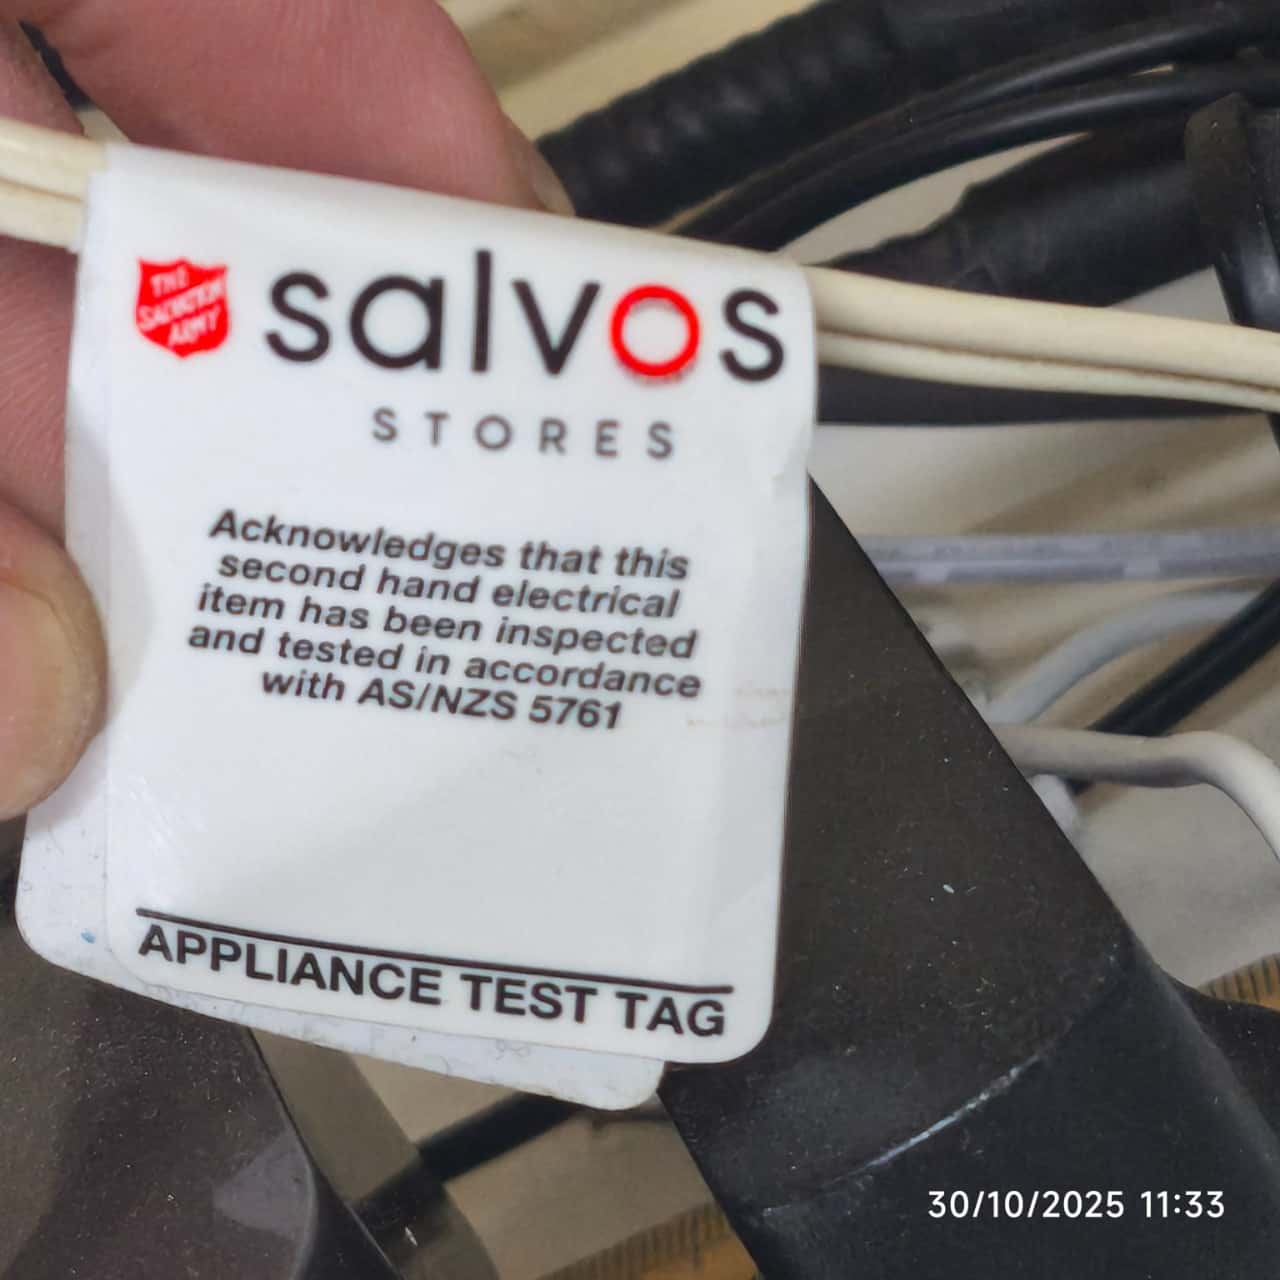 THE
SALVATION
ARMY
salvos
STORES
Acknowledges that this
second hand electrical
item has been inspected
and tested in accordance
with AS/NZS 5761
APPLIANCE TEST TAG
30/10/2025 11:33